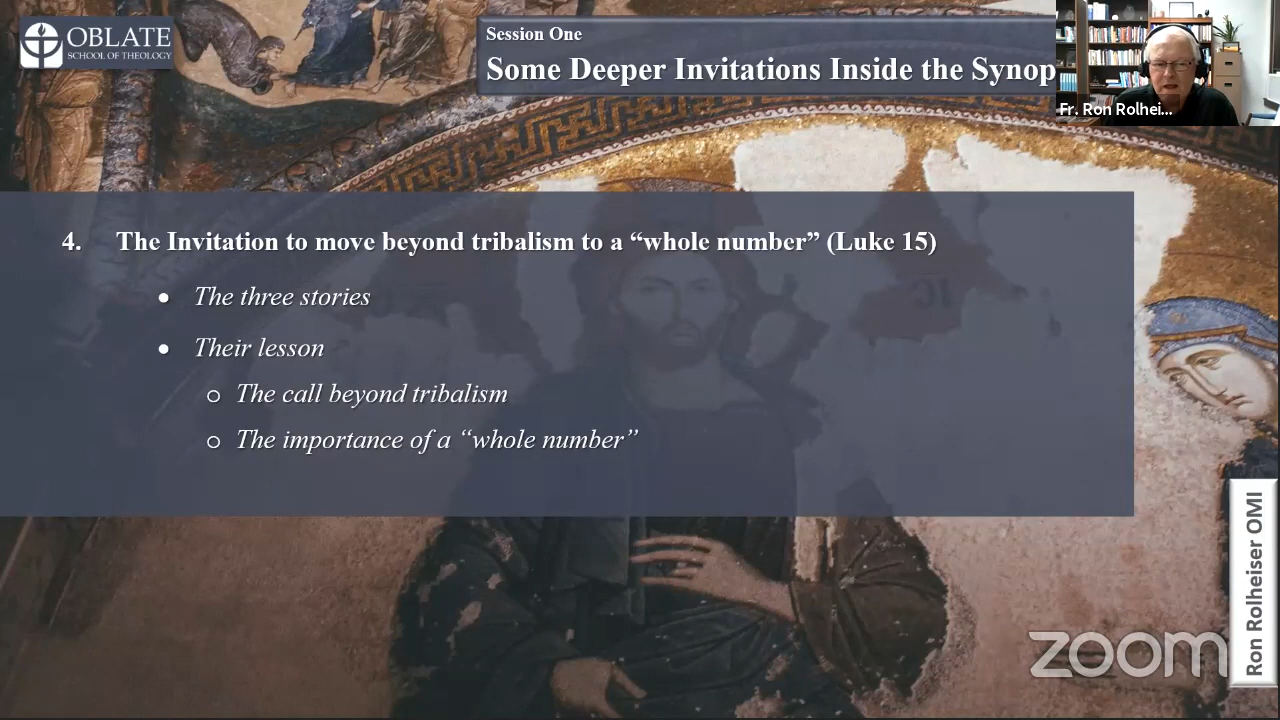 OBLATE
SCHOOL OF THEOLOGY
Session One
Some Deeper Invitations Inside the Synop
Fr. Ron Rolhei...
4. The Invitation to move beyond tribalism to a “whole number” (Luke 15)
• The three stories
• Their lesson
o The call beyond tribalism
o The importance of a “whole number”
IC
Ron Rolheiser OMI
zoom